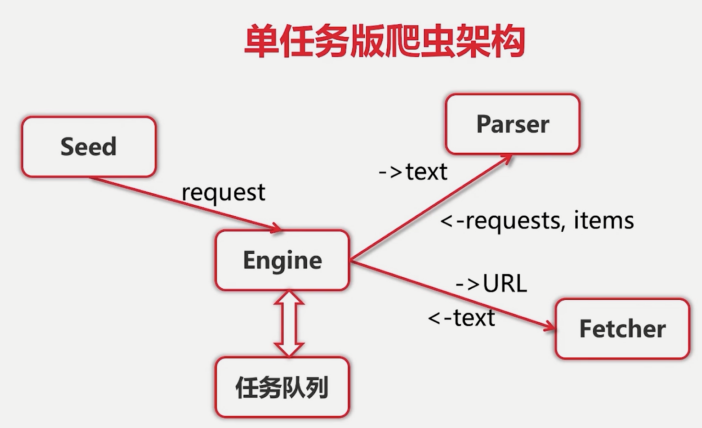 单任务版爬虫架构
Seed
Parser
->text
request
<-requests, items
Engine
->URL
<-text
Fetcher
任务队列